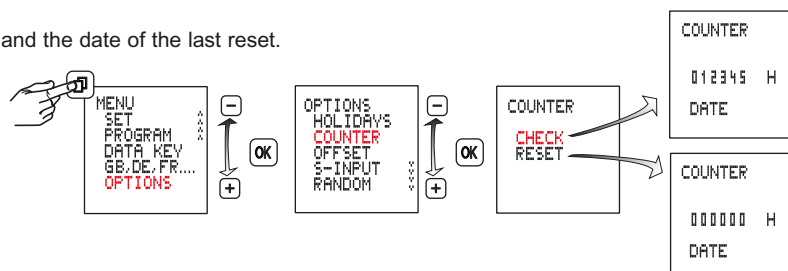 and the date of the last reset.
MENU
SET
PROGRAM
DATA KEY
GB,DE,FR....
OPTIONS
−
+
OK
OPTIONS
HOLIDAYS
COUNTER
OFFSET
S-INPUT
RANDOM
−
+
OK
COUNTER
CHECK
RESET
COUNTER
012345 H
DATE
COUNTER
000000 H
DATE